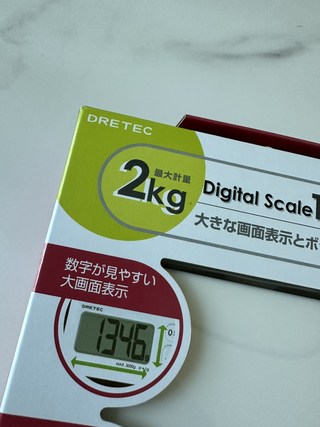 DRETEC
最大計量
2kg
Digital Scale
大きな画面表示とボ
数字が見やすい
大画面表示
DRETEC
1346